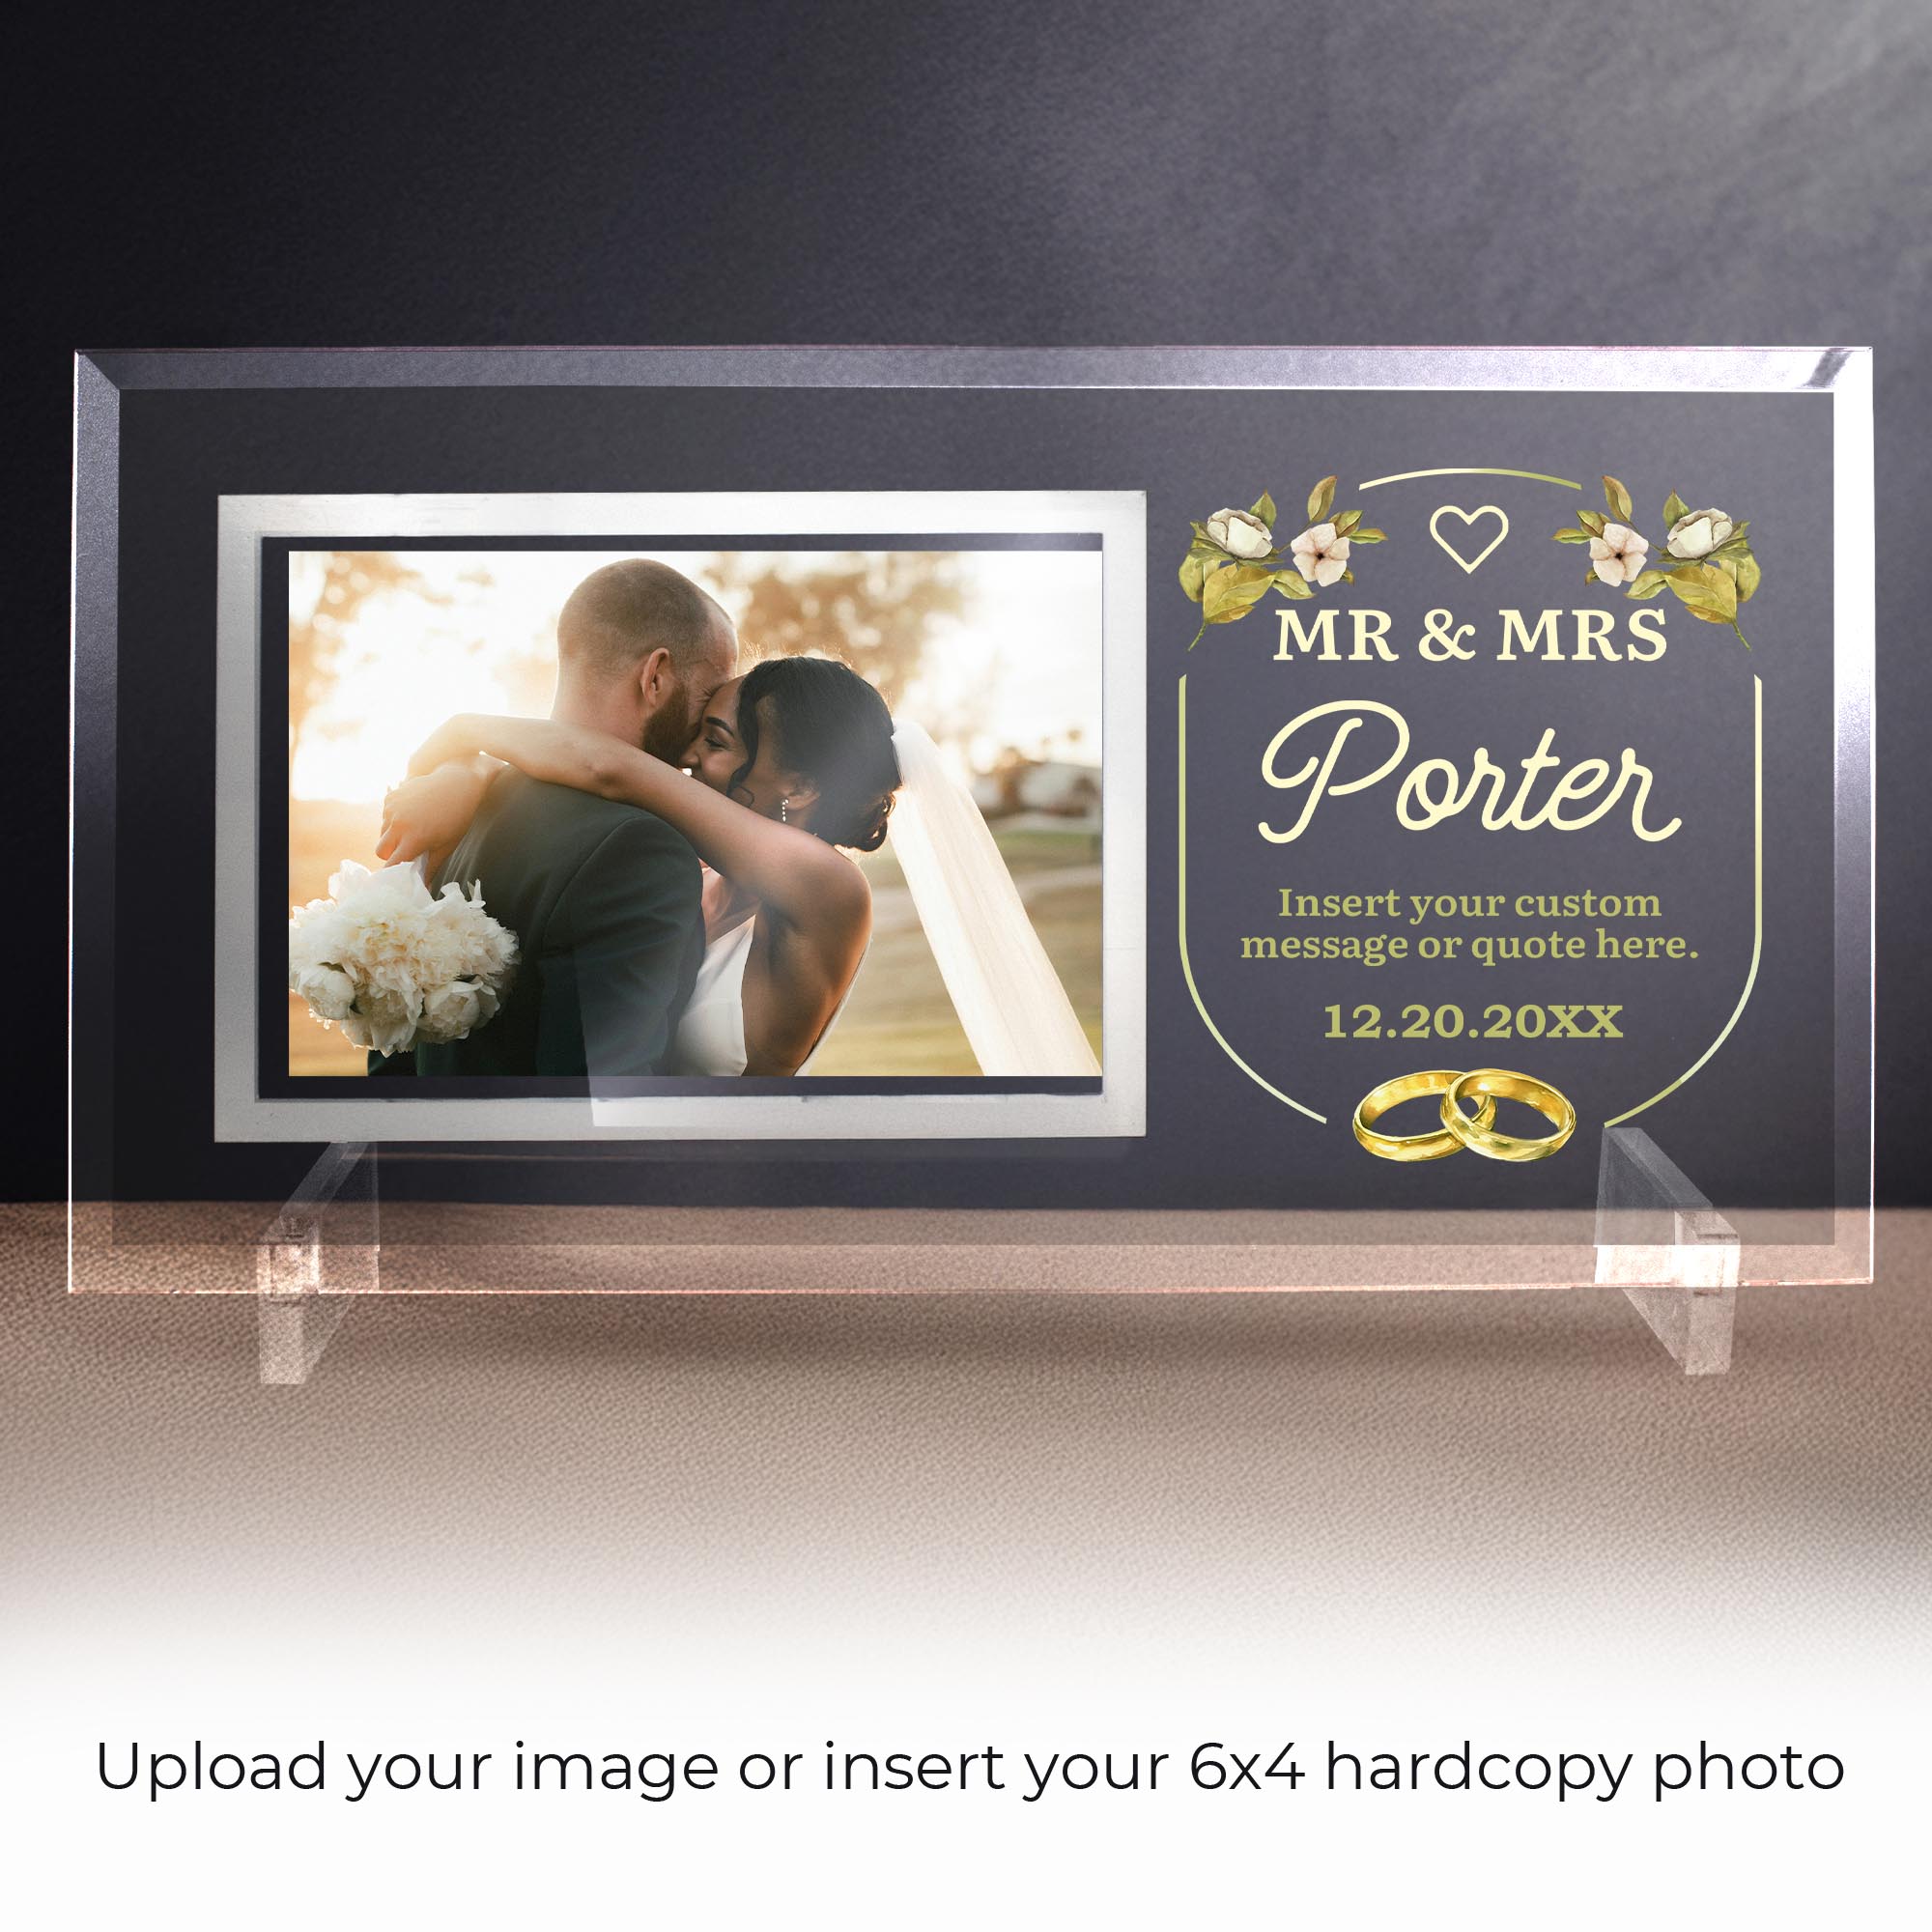 MR & MRS
Porter
Insert your custom
message or quote here.
12.20.20XX
Upload your image or insert your 6x4 hardcopy photo